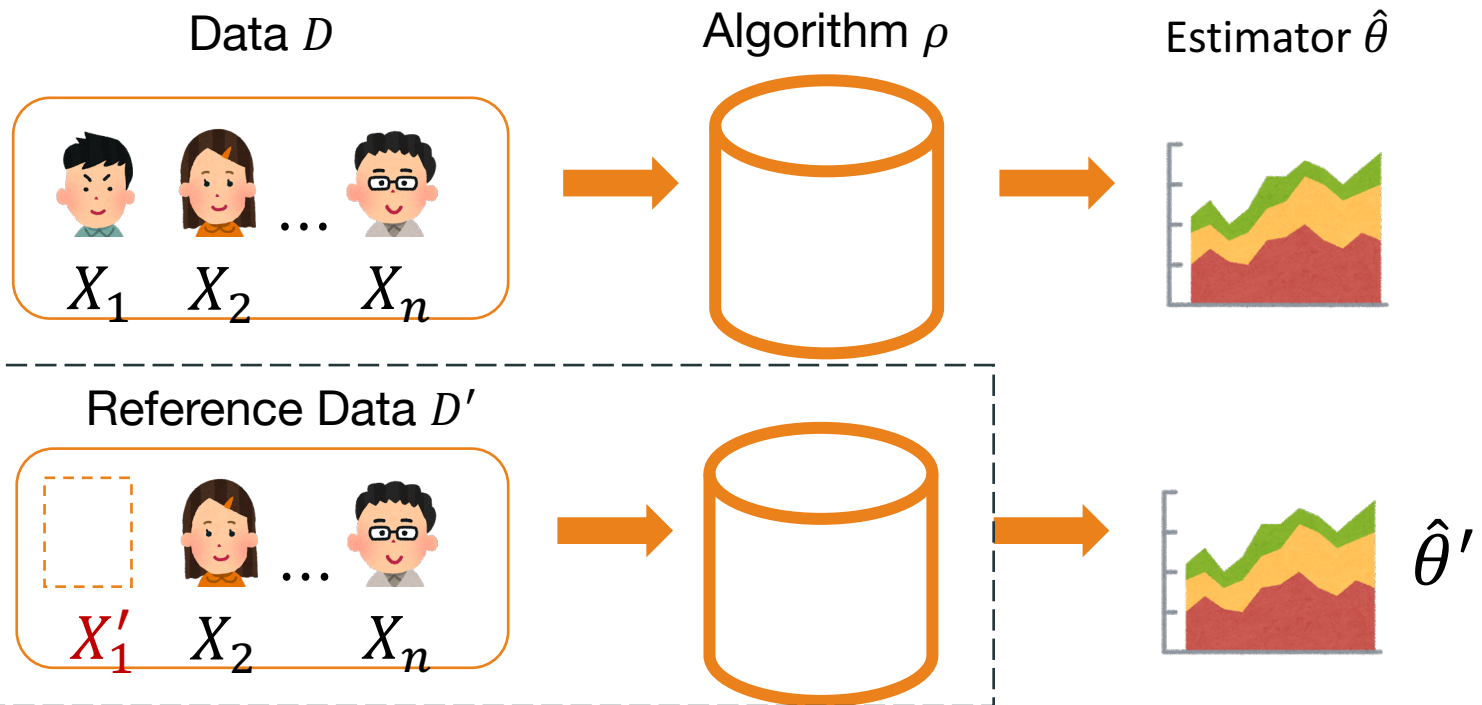 Data D
Algorithm ρ
Estimator θ̂
X₁ X₂ ... Xₙ
Reference Data D′
X′₁ X₂ ... Xₙ
θ̂′